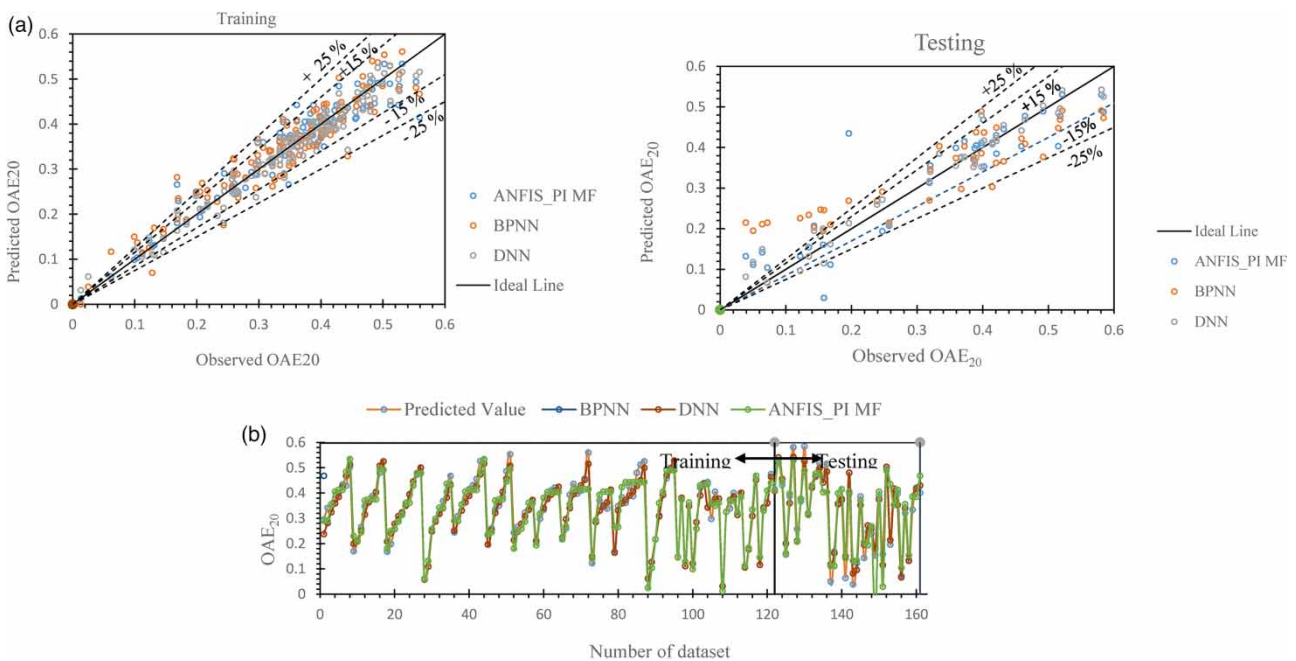 (a)
Training
0.6
0.5
0.4
0.3
0.2
0.1
0
Predicted OAE20
+ 25%
+15 %
15 %
- 25 %
0 0.1 0.2 0.3 0.4 0.5 0.6
Observed OAE20
ANFIS_PI MF
BPNN
DNN
Ideal Line
Testing
0.6
0.5
0.4
0.3
0.2
0.1
0
Predicted OAE20
+25%
+15 %
-15%
-25%
0 0.1 0.2 0.3 0.4 0.5 0.6
Observed OAE20
Ideal Line
ANFIS_PI MF
BPNN
DNN
Predicted Value BPNN DNN ANFIS_PI MF
(b)
0.6
0.5
0.4
0.3
0.2
0.1
0
OAE20
Training Testing
0 20 40 60 80 100 120 140 160
Number of dataset